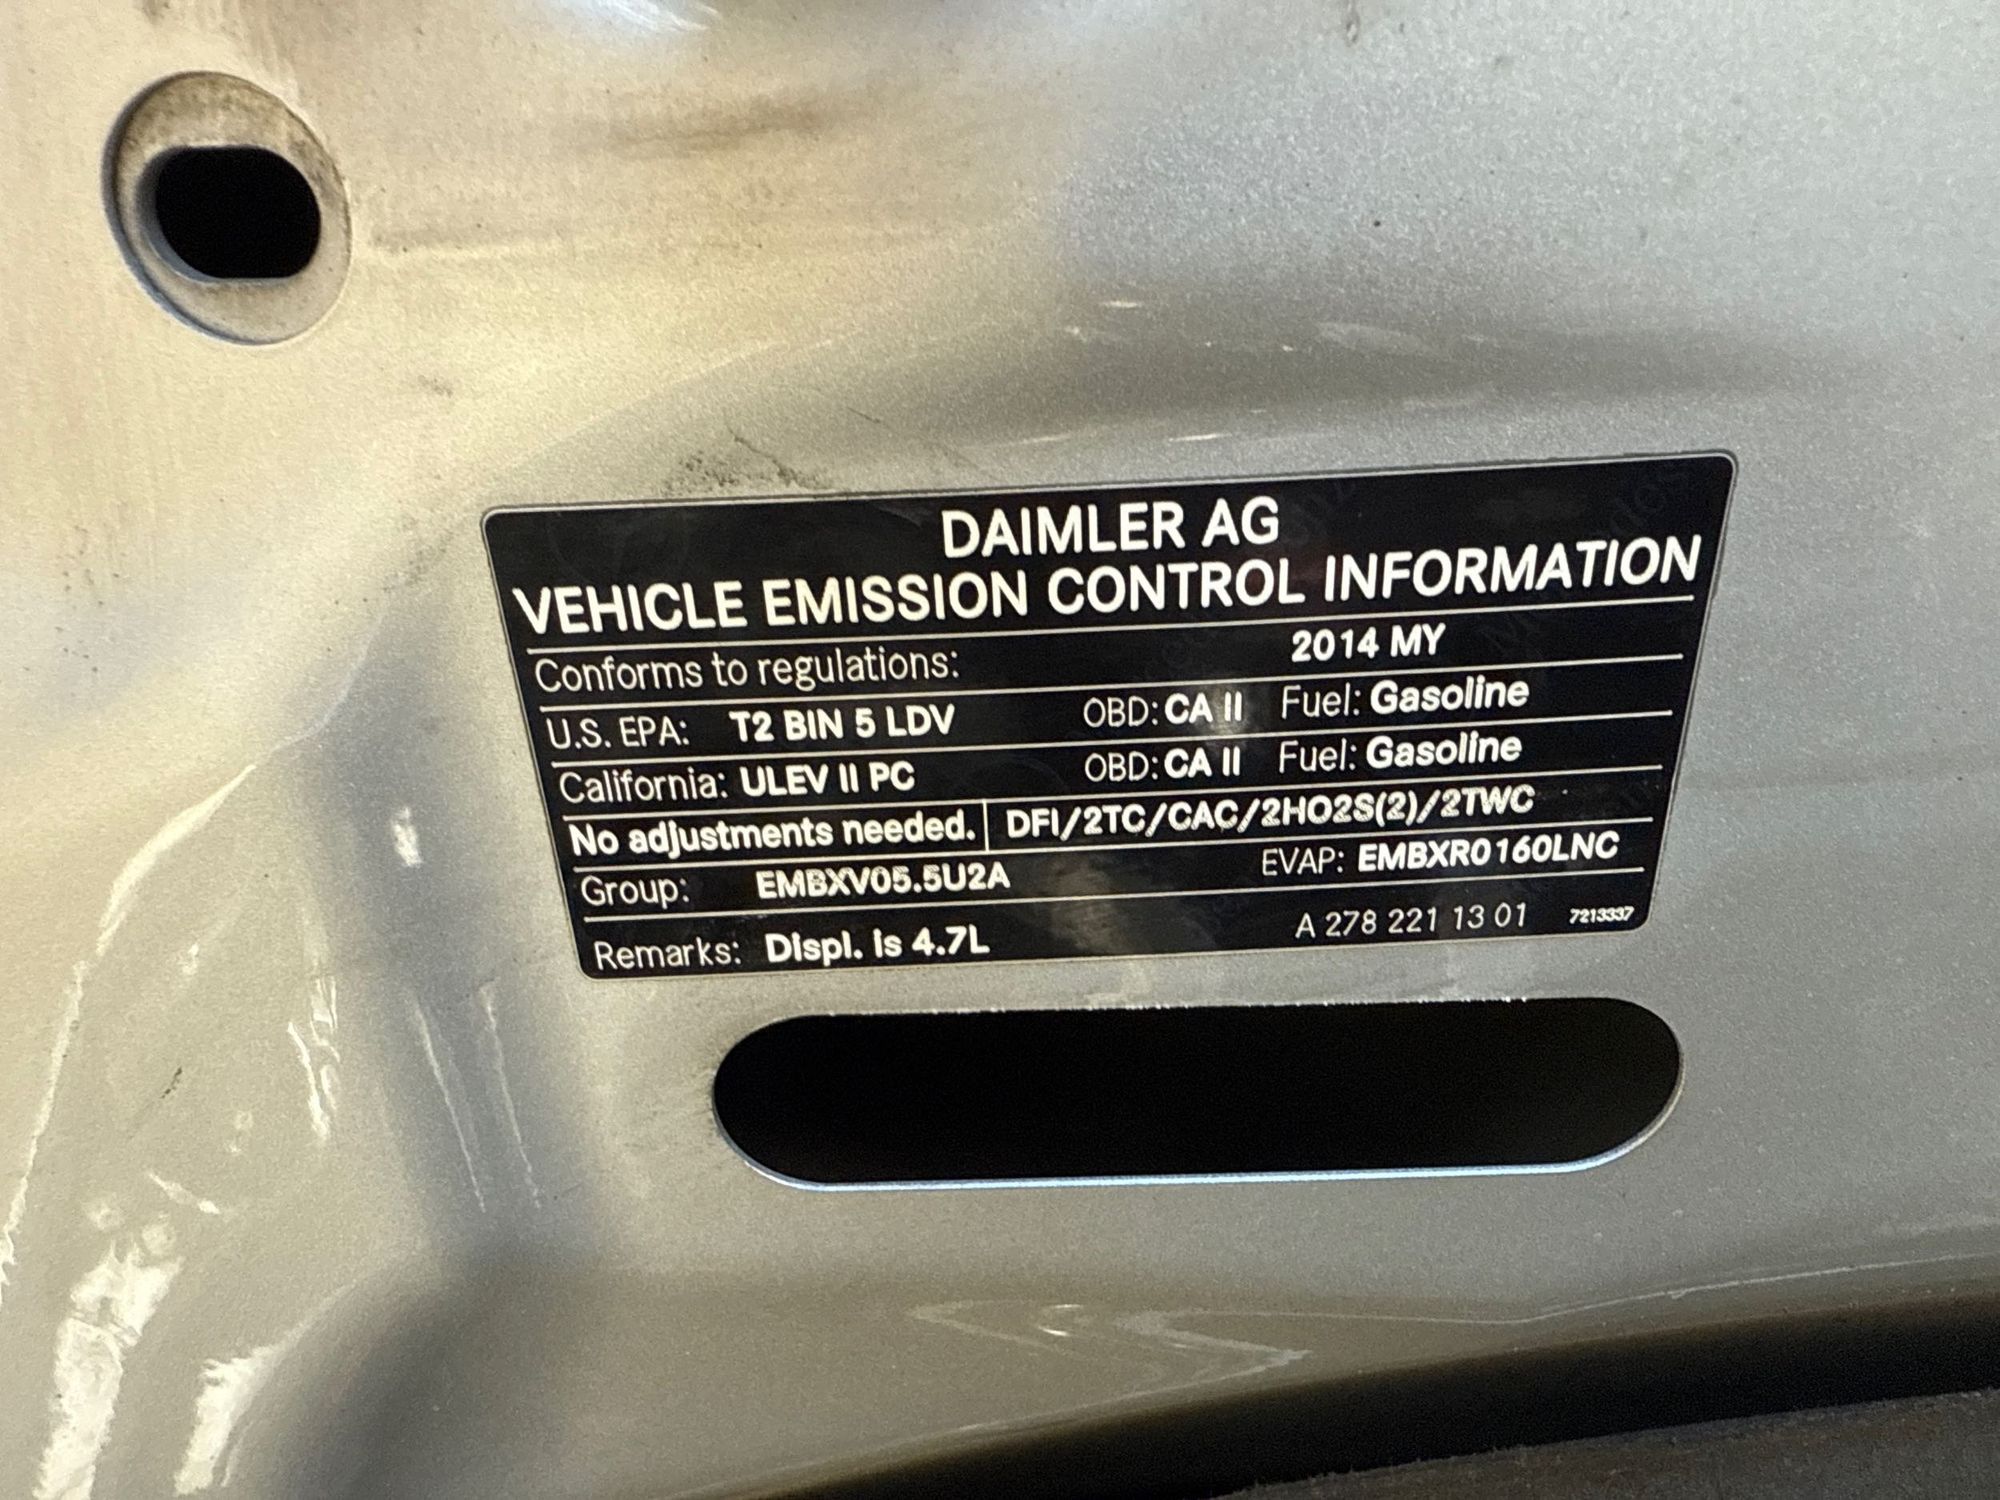 DAIMLER AG
VEHICLE EMISSION CONTROL INFORMATION
Conforms to regulations: 2014 MY
U.S. EPA: T2 BIN 5 LDV OBD: CA II Fuel: Gasoline
California: ULEV II PC OBD: CA II Fuel: Gasoline
No adjustments needed. DFI/2TC/CAC/2HO2S(2)/2TWC
Group: EMBXV05.5U2A EVAP: EMBXR0160LNC
Remarks: Displ. is 4.7L A 278 221 13 01 7213337